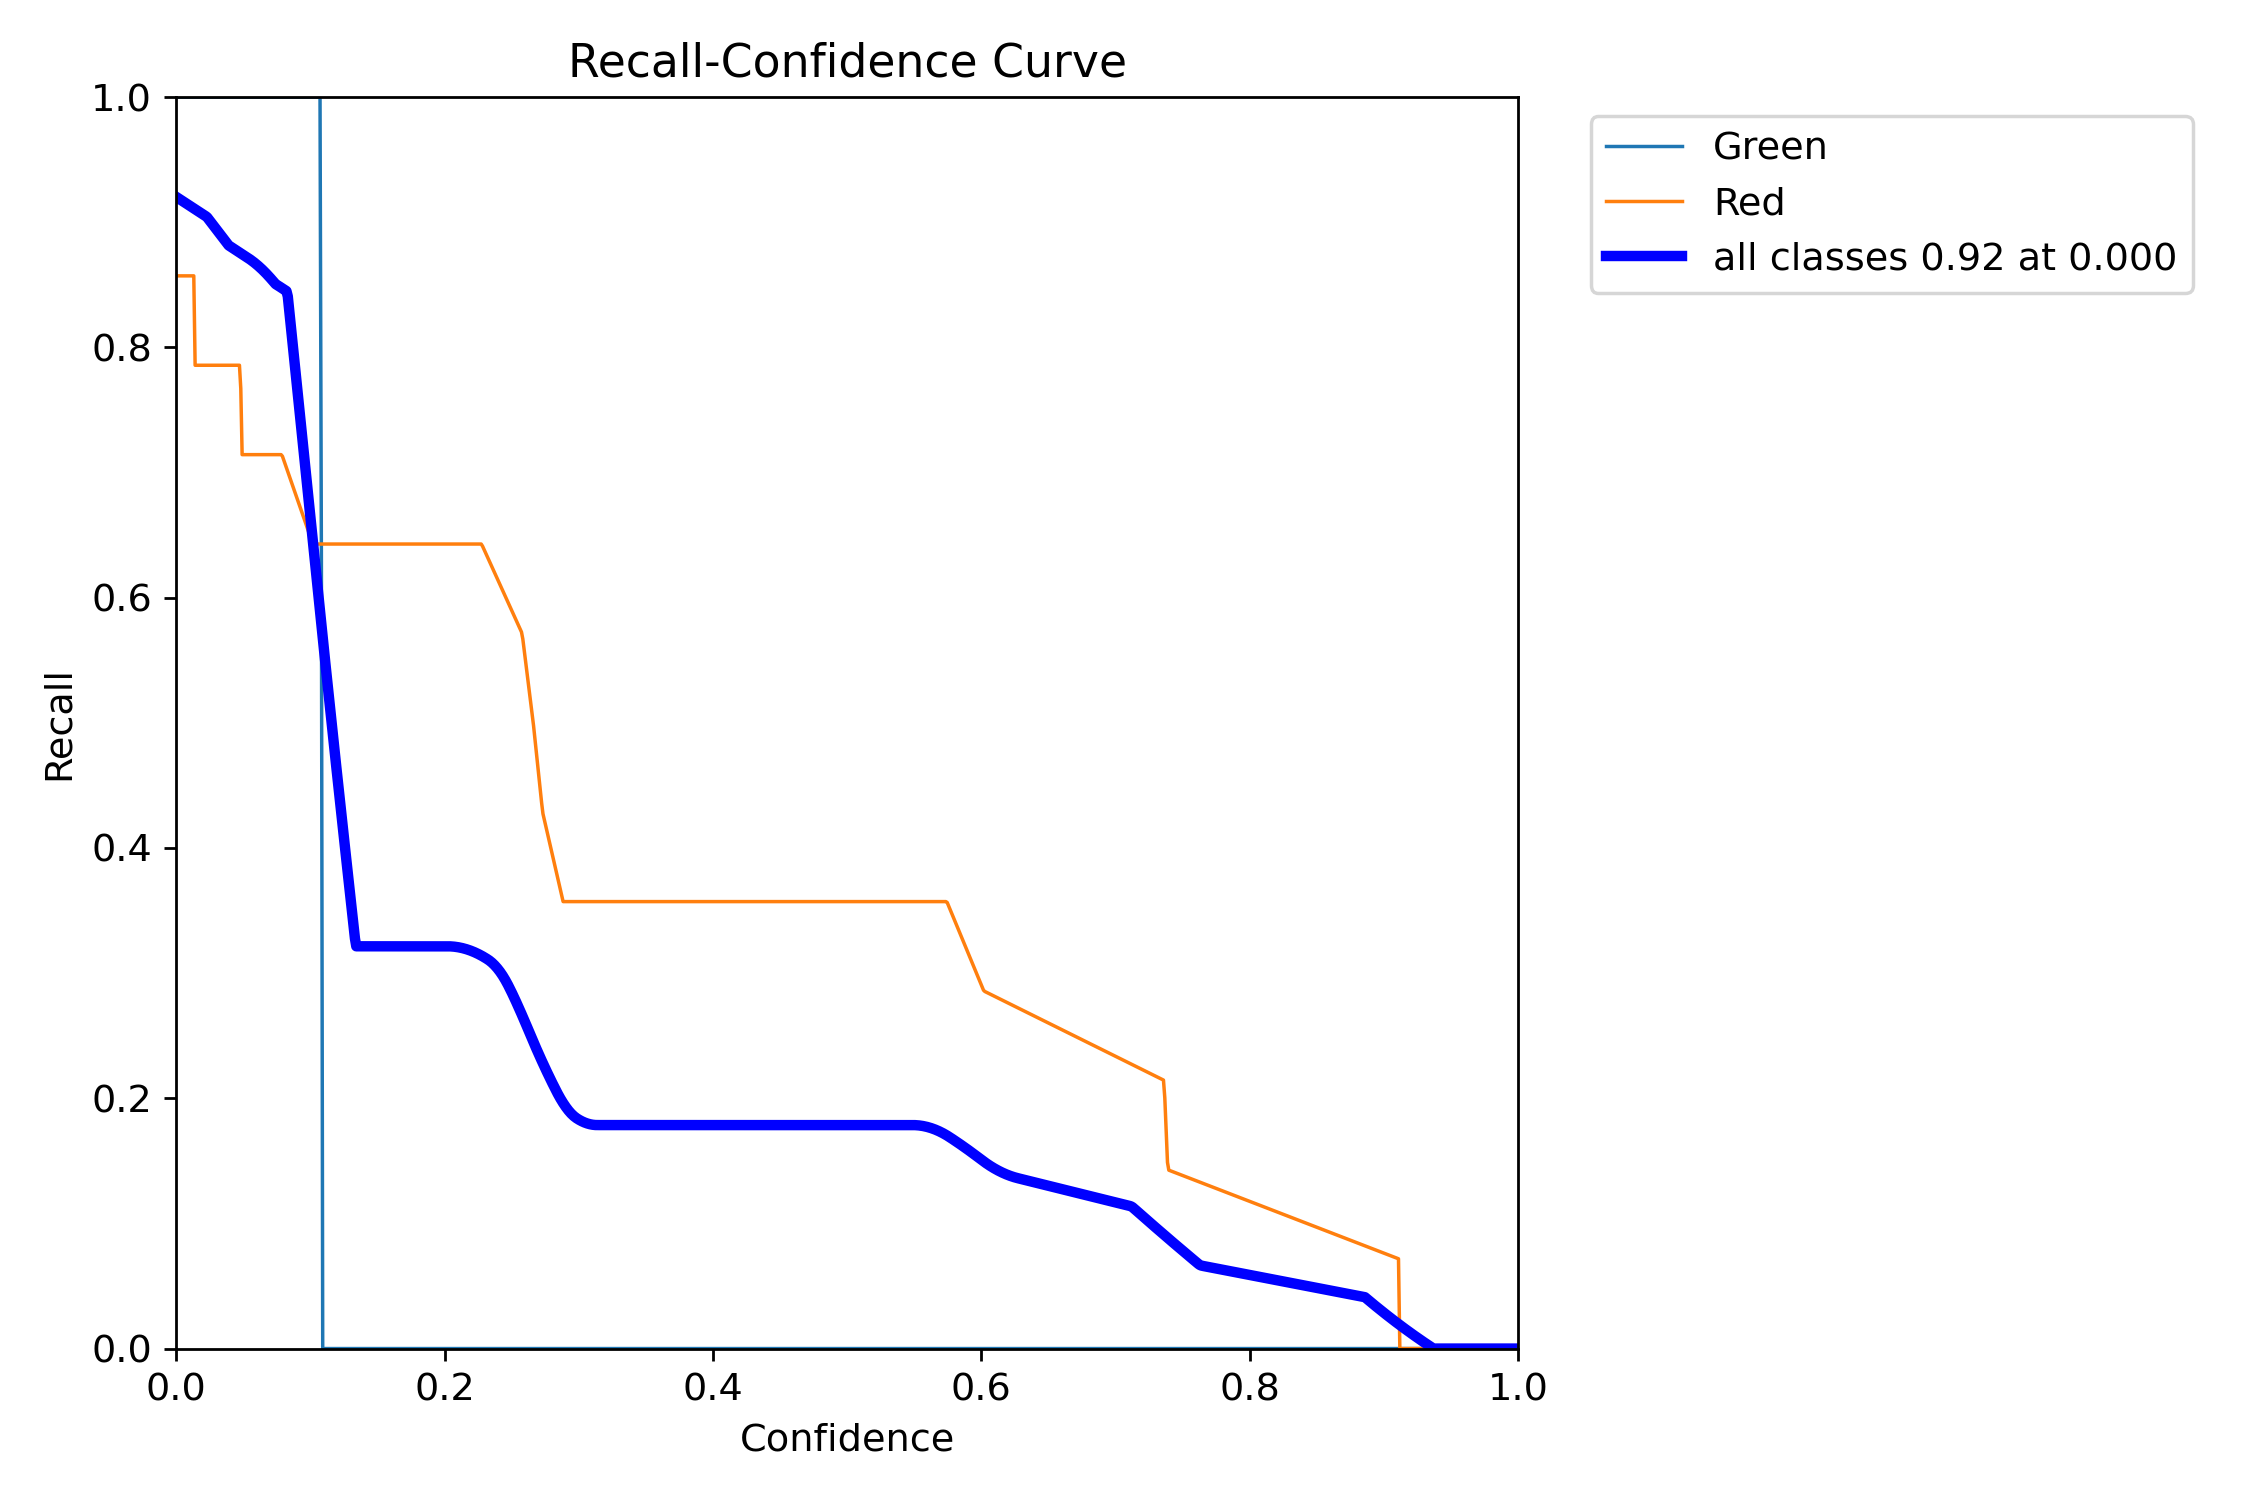 Recall-Confidence Curve
1.0
0.8
0.6
0.4
0.2
0.0
Recall
0.0 0.2 0.4 0.6 0.8 1.0
Confidence
Green
Red
all classes 0.92 at 0.000